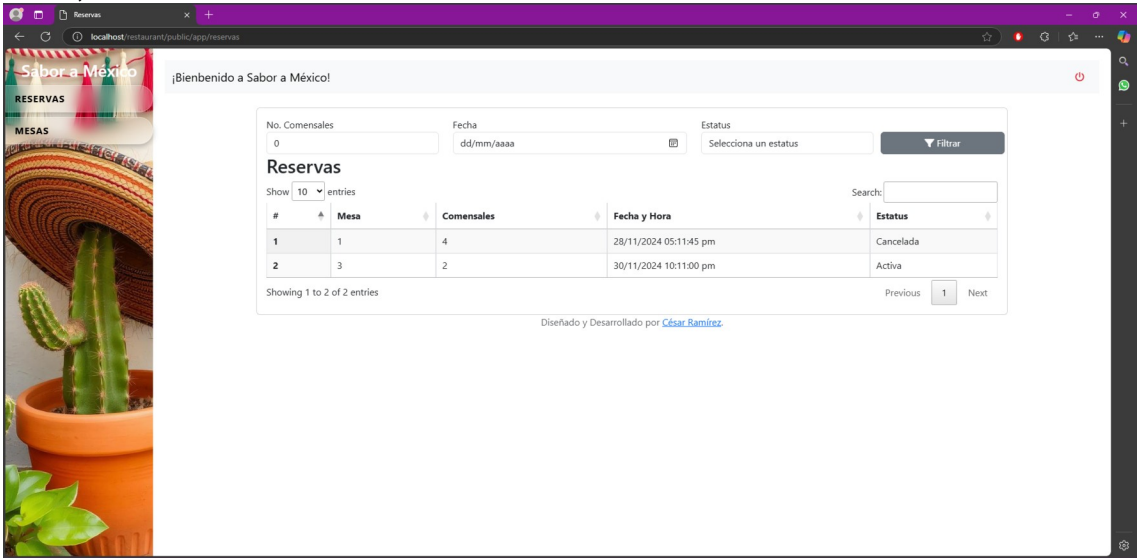 Reservas
localhost/restaurant/public/app/reservas
Sabor a México
RESERVAS
MESAS
¡Bienbenido a Sabor a México!
No. Comensales Fecha Estatus
0 dd/mm/aaaa Selecciona un estatus Filtrar
Reservas
Show 10 entries Search:
# Mesa Comensales Fecha y Hora Estatus
1 1 4 28/11/2024 05:11:45 pm Cancelada
2 3 2 30/11/2024 10:11:00 pm Activa
Showing 1 to 2 of 2 entries Previous 1 Next
Diseñado y Desarrollado por César Ramírez.